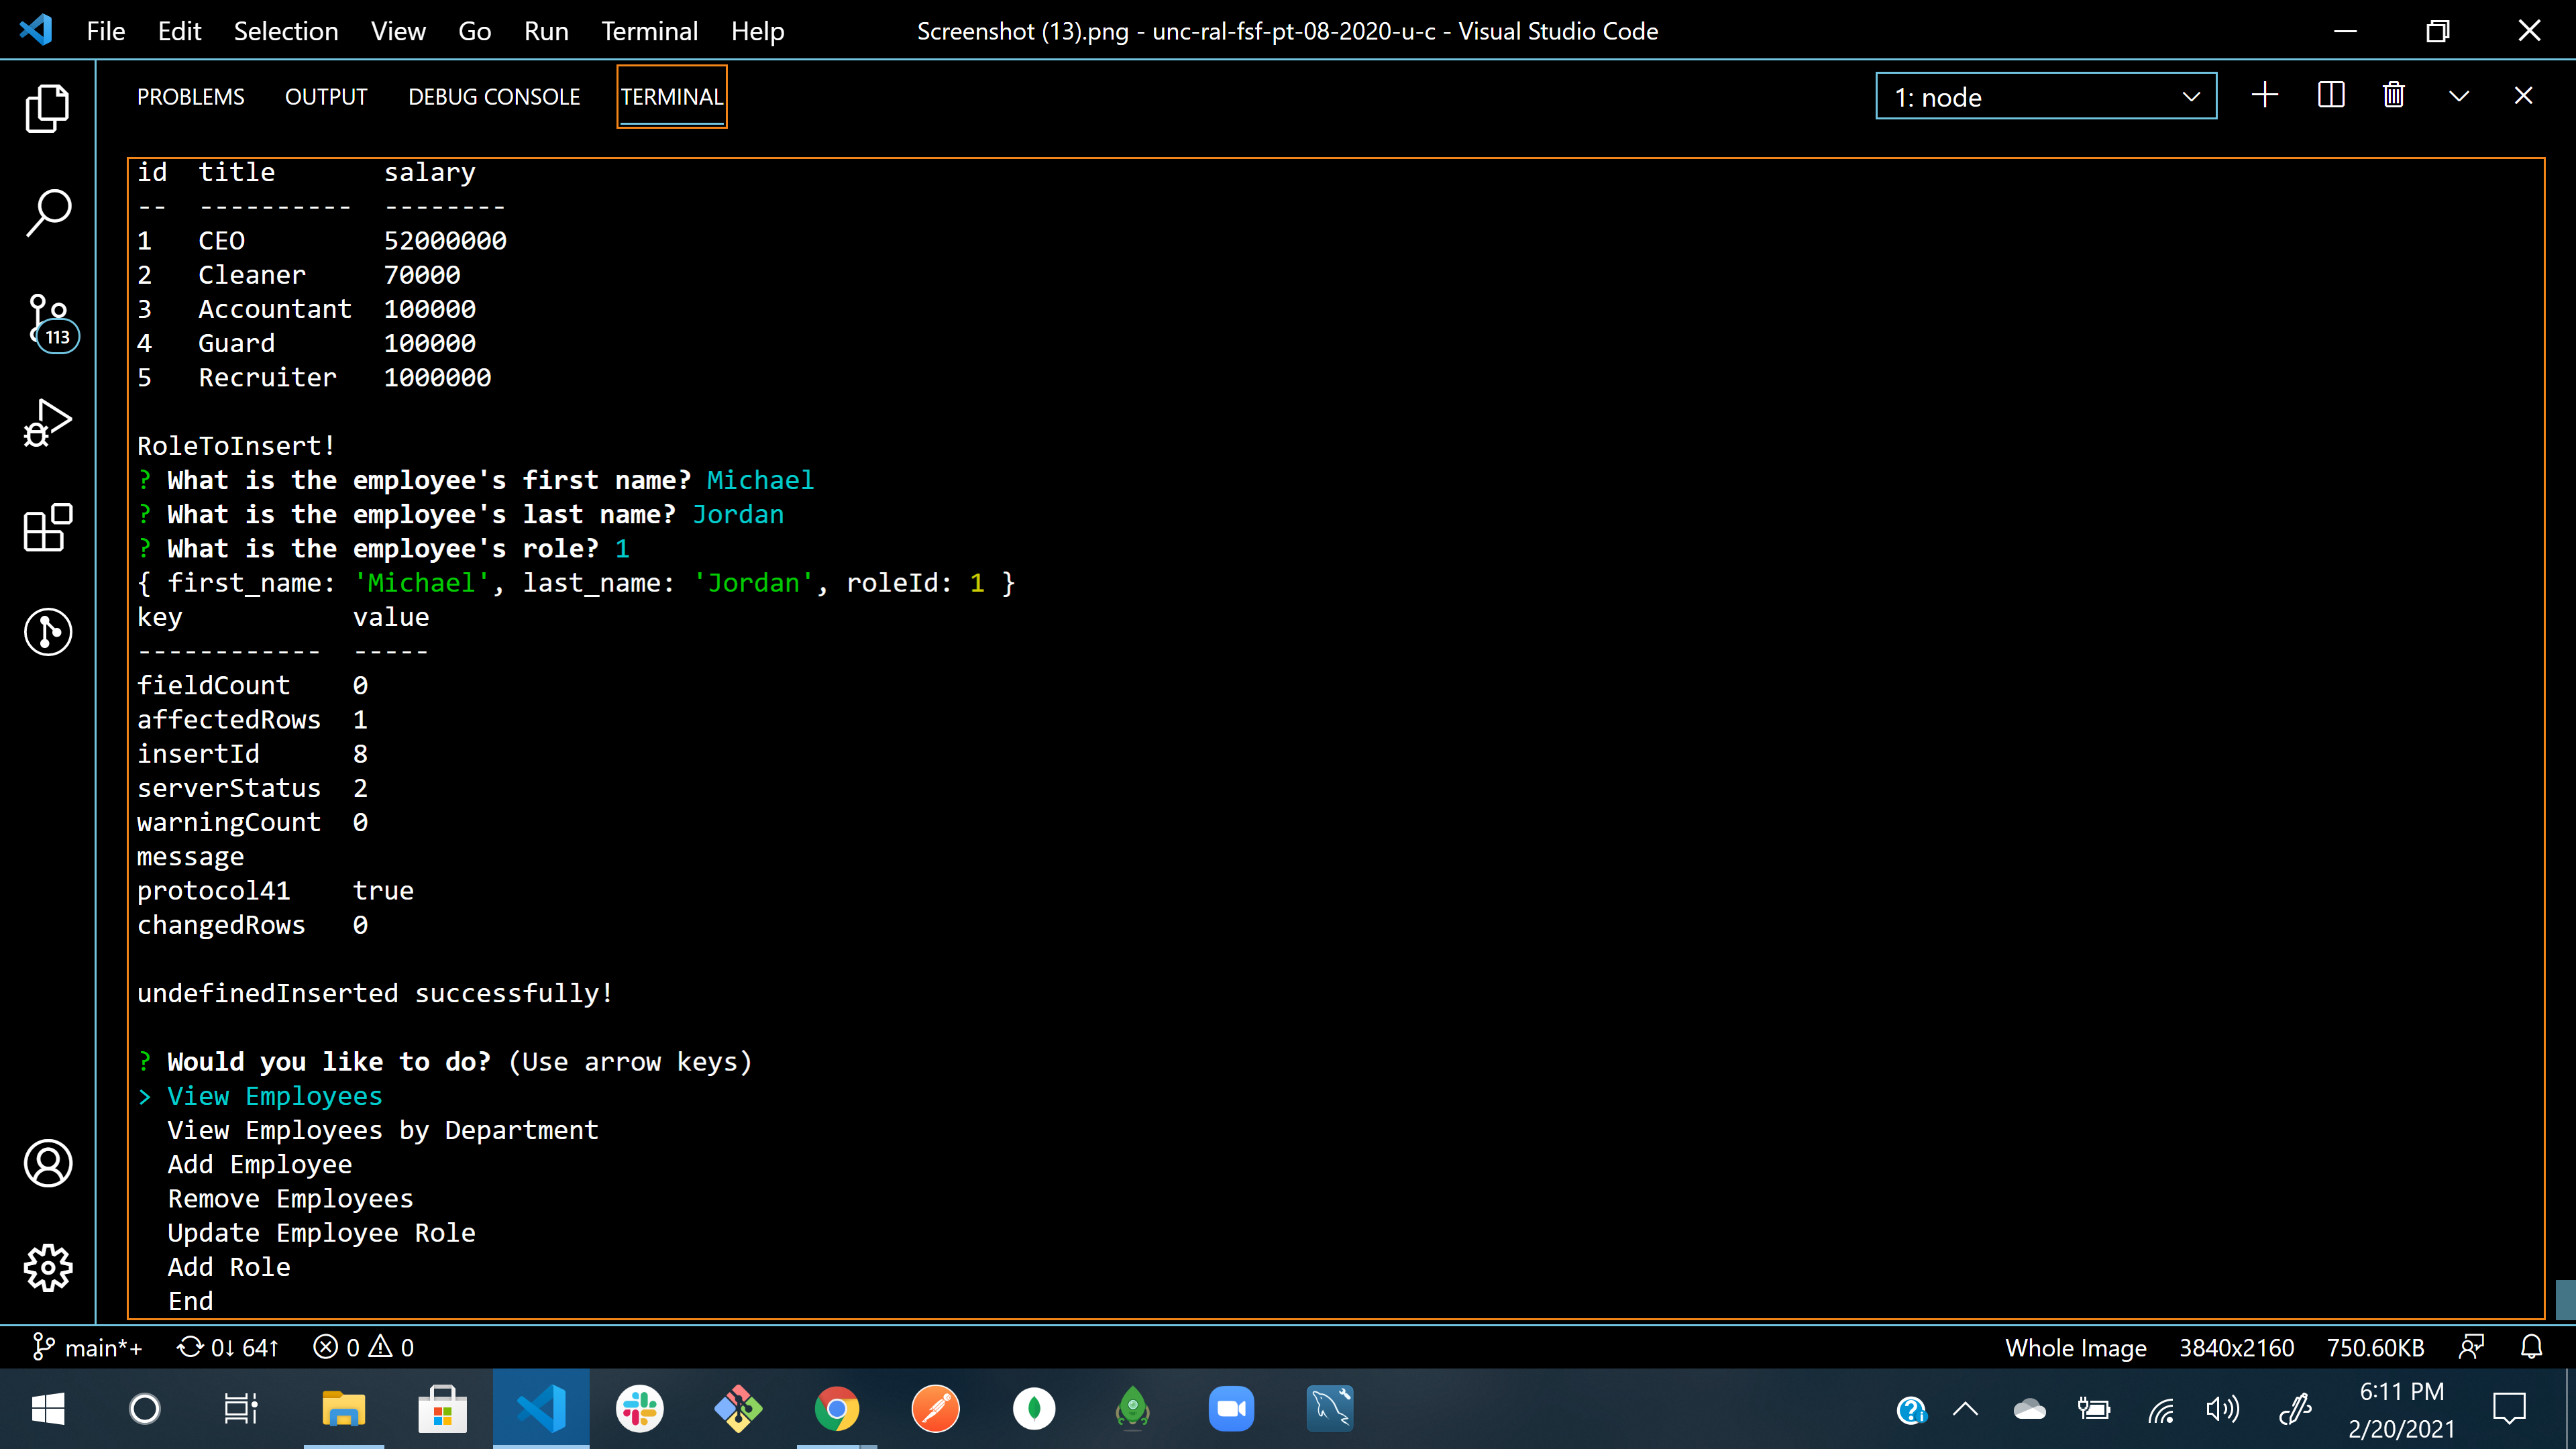 File Edit Selection View Go Run Terminal Help Screenshot (13).png - unc-ral-fsf-pt-08-2020-u-c - Visual Studio Code
PROBLEMS OUTPUT DEBUG CONSOLE TERMINAL 1: node
id title salary
-- ---------- --------
1 CEO 52000000
2 Cleaner 70000
3 Accountant 100000
4 Guard 100000
5 Recruiter 1000000
113
RoleToInsert!
? What is the employee's first name? Michael
? What is the employee's last name? Jordan
? What is the employee's role? 1
{ first_name: 'Michael', last_name: 'Jordan', roleId: 1 }
key value
------------ -----
fieldCount 0
affectedRows 1
insertId 8
serverStatus 2
warningCount 0
message
protocol41 true
changedRows 0
undefinedInserted successfully!
? Would you like to do? (Use arrow keys)
> View Employees
View Employees by Department
Add Employee
Remove Employees
Update Employee Role
Add Role
End
main*+ 0↓ 64↑ 0 0 Whole Image 3840x2160 750.60KB
6:11 PM
2/20/2021